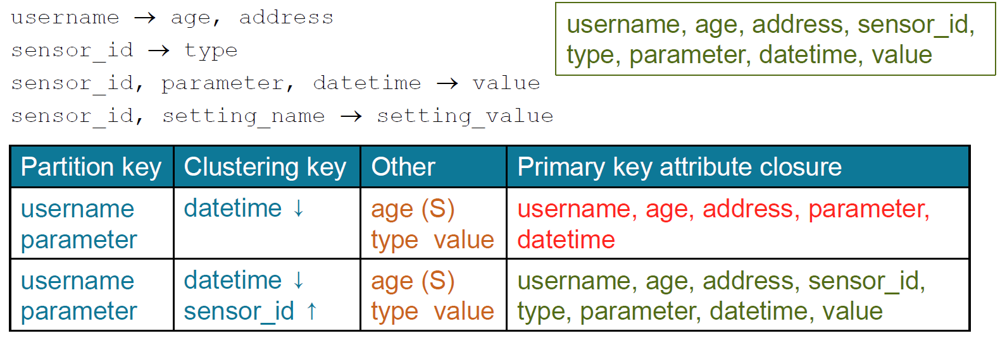 username → age, address
sensor_id → type
sensor_id, parameter, datetime → value
sensor_id, setting_name → setting_value
username, age, address, sensor_id,
type, parameter, datetime, value
Partition key Clustering key Other Primary key attribute closure
username datetime ↓ age (S) username, age, address, parameter,
parameter type value datetime
username datetime ↓ age (S) username, age, address, sensor_id,
parameter sensor_id ↑ type value type, parameter, datetime, value